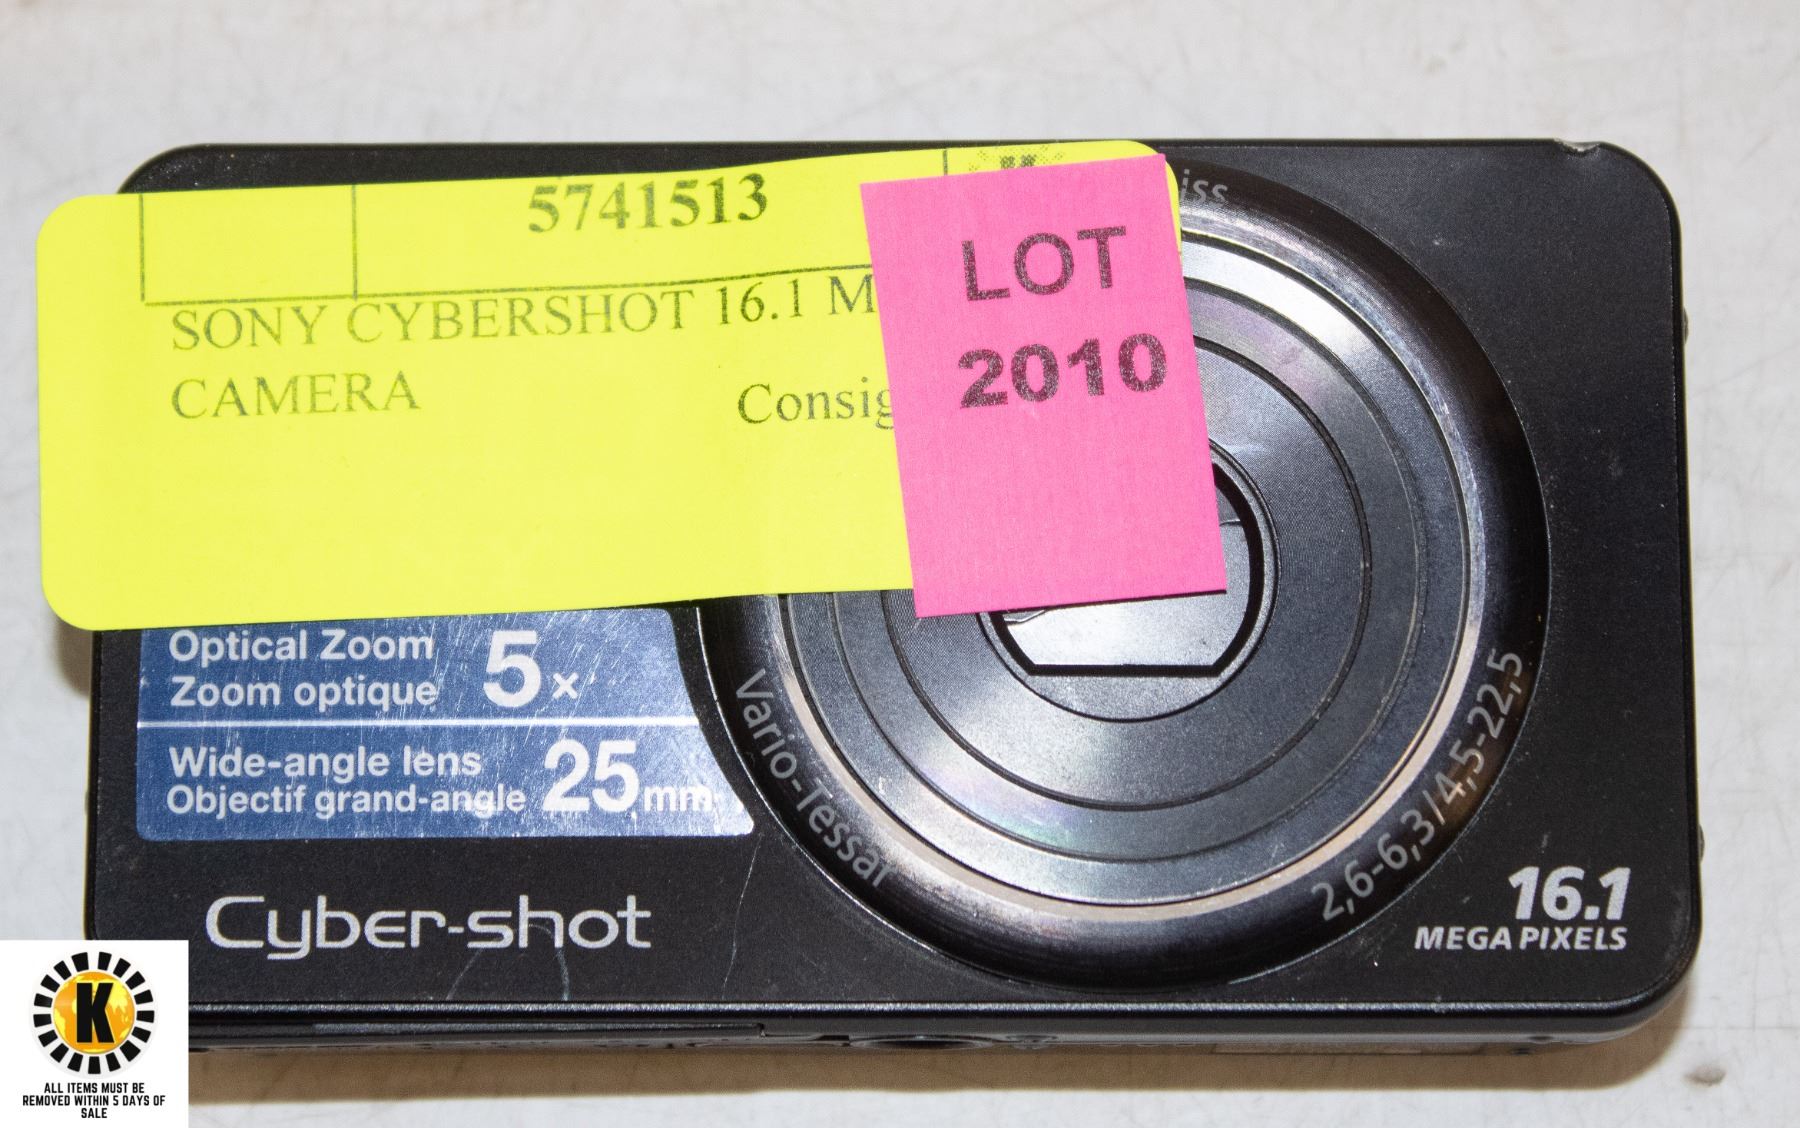 5741513
SONY CYBERSHOT 16.1 M
CAMERA
Consig
LOT
2010
iss
Optical Zoom
Zoom optique
5x
Wide-angle lens
Objectif grand-angle
25mm
Vario-Tessar
2,6-6,3/4,5-22,5
Cyber-shot
16.1
MEGA PIXELS
K
ALL ITEMS MUST BE
REMOVED WITHIN 5 DAYS OF
SALE